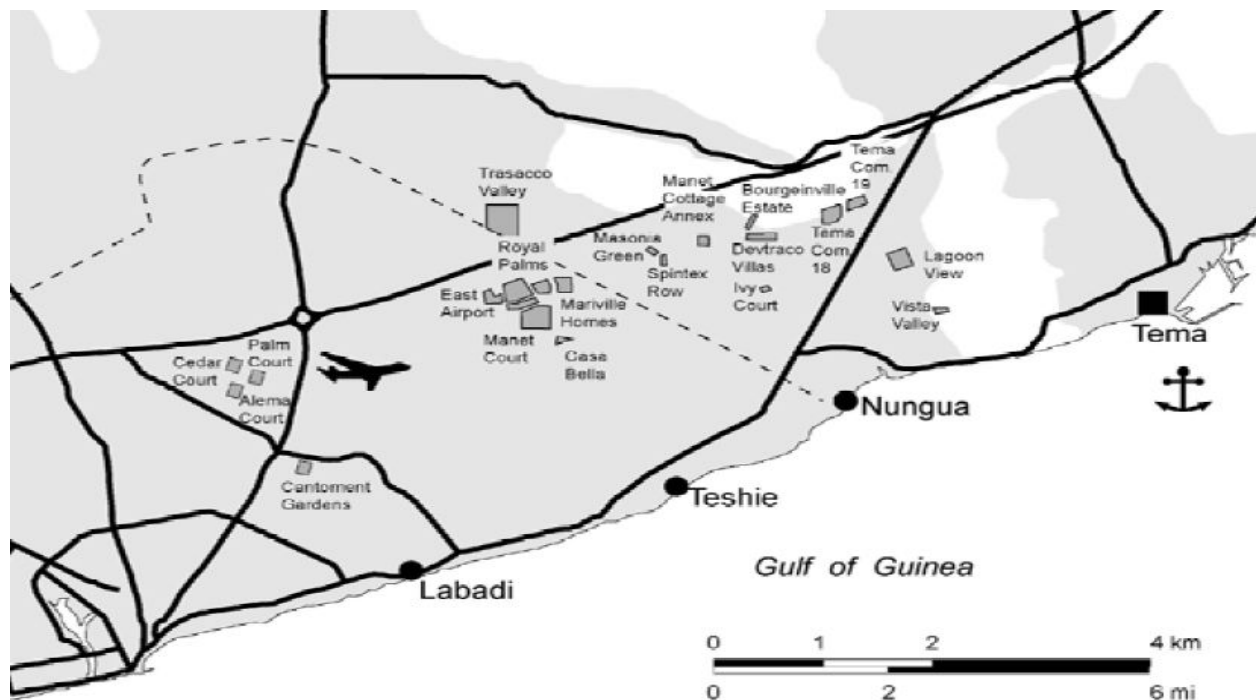 Trasacco
Valley
Manet
Cottage
Annex
Bourgeinville
Estate
Tema
Com.
19
Royal
Palms
Masonia
Green
Spintex
Row
Devtraco
Villas
Tema
Com.
18
Lagoon
View
East
Airport
Mariville
Homes
Ivy
Court
Vista
Valley
Tema
Manet
Court
Casa
Bella
Palm
Court
Cedar
Court
Alema
Court
Nungua
Cantoment
Gardens
Teshie
Labadi
Gulf of Guinea
0 1 2 4 km
0 2 6 mi